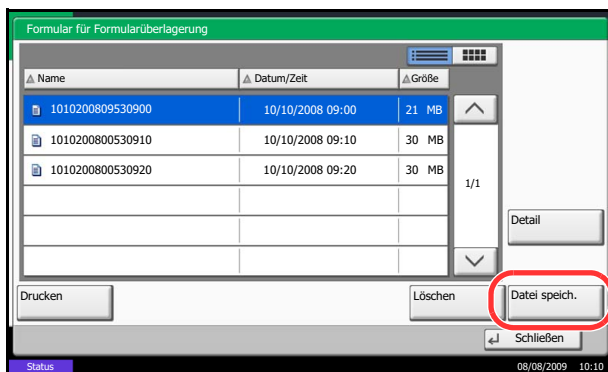 Formular für Formularüberlagerung
Name Datum/Zeit Größe
1010200809530900 10/10/2008 09:00 21 MB
1010200800530910 10/10/2008 09:10 30 MB
1010200800530920 10/10/2008 09:20 30 MB
1/1
Detail
Drucken Löschen Datei speich.
Schließen
Status 08/08/2009 10:10